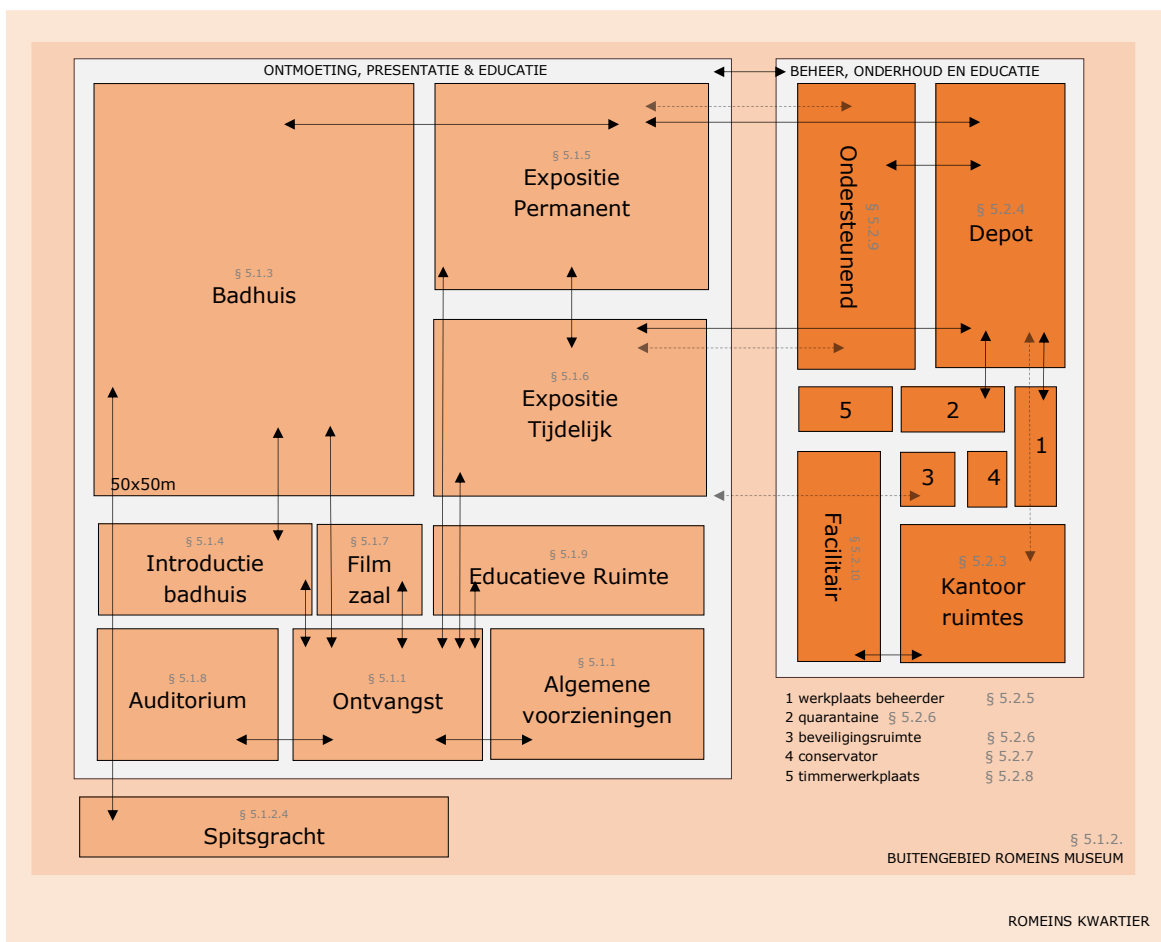 ONTMOETING, PRESENTATIE & EDUCATIE
§ 5.1.3
Badhuis
50x50m
§ 5.1.5
Expositie
Permanent
§ 5.1.6
Expositie
Tijdelijk
§ 5.1.4
Introductie
badhuis
§ 5.1.7
Film
zaal
§ 5.1.9
Educatieve Ruimte
§ 5.1.8
Auditorium
§ 5.1.1
Ontvangst
§ 5.1.1
Algemene
voorzieningen
§ 5.1.2.4
Spitsgracht
BEHEER, ONDERHOUD EN EDUCATIE
§ 5.2.9
Ondersteunend
§ 5.2.4
Depot
5
2
1
3
4
§ 5.2.10
Facilitair
§ 5.2.3
Kantoor
ruimtes
1 werkplaats beheerder § 5.2.5
2 quarantaine § 5.2.6
3 beveiligingsruimte § 5.2.6
4 conservator § 5.2.7
5 timmerwerkplaats § 5.2.8
§ 5.1.2.
BUITENGEBIED ROMEINS MUSEUM
ROMEINS KWARTIER